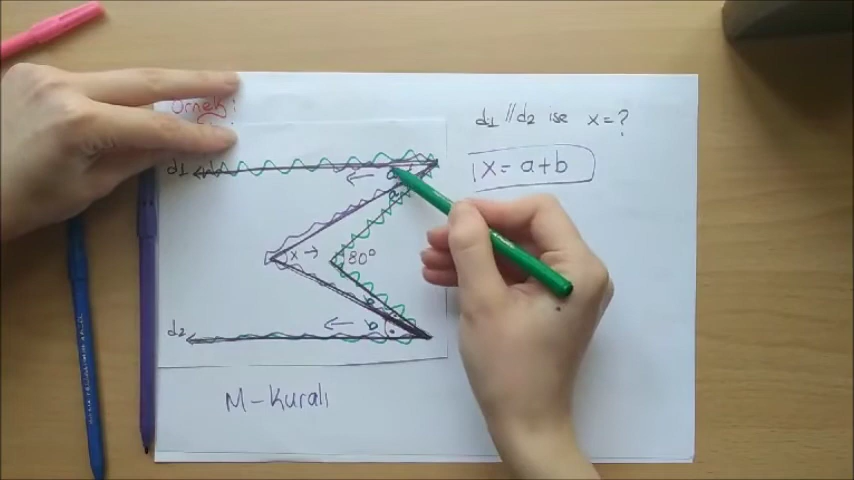 Örnek:
d1 // d2 ise x = ?
x = a+b
d1
a
a
x →
80°
b
b
d2
M - Kuralı